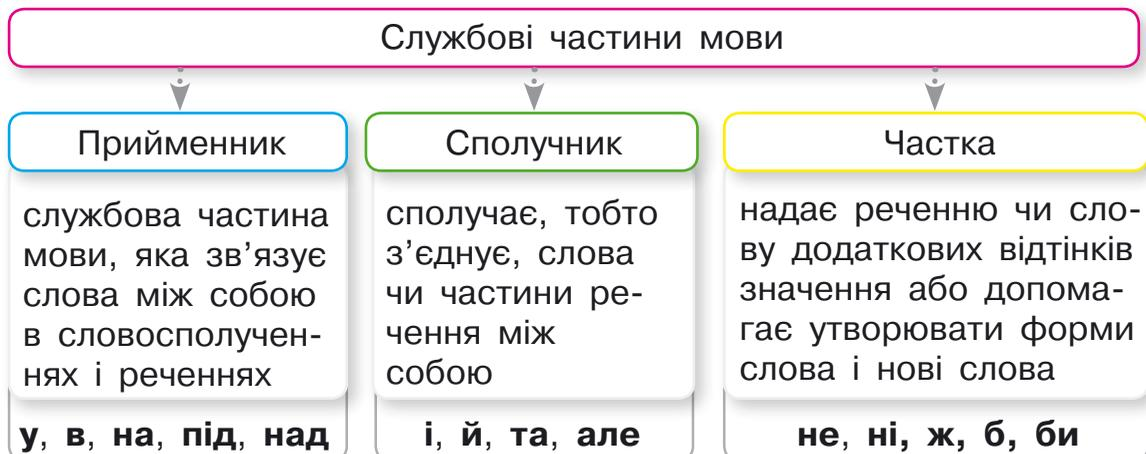 Службові частини мови
Прийменник
службова частина
мови, яка зв’язує
слова між собою
в словосполучен-
нях і реченнях
у, в, на, під, над
Сполучник
сполучає, тобто
з’єднує, слова
чи частини ре-
чення між
собою
і, й, та, але
Частка
надає реченню чи сло-
ву додаткових відтінків
значення або допома-
гає утворювати форми
слова і нові слова
не, ні, ж, б, би